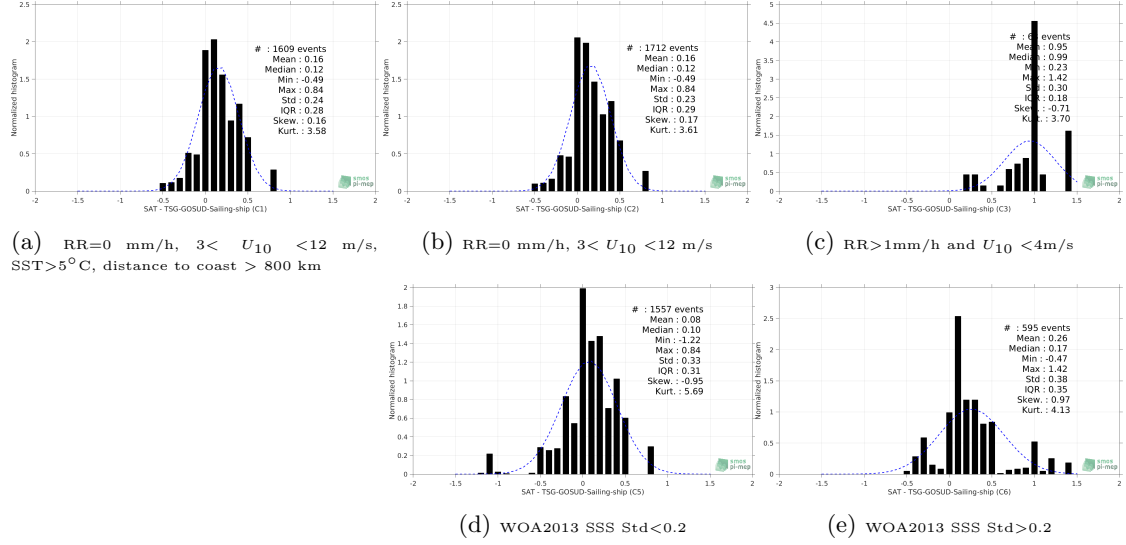 2.5
2
1.5
1
0.5
0
-2 -1.5 -1 -0.5 0 0.5 1 1.5 2
Normalized histogram
# : 1609 events
Mean : 0.16
Median : 0.12
Min : -0.49
Max : 0.84
Std : 0.24
IQR : 0.28
Skew. : 0.16
Kurt. : 3.58
smos
pi-mep
SAT - TSG-GOSUD-Sailing-ship (C1)
(a) RR=0 mm/h, 3< U10 <12 m/s,
SST>5°C, distance to coast > 800 km
2.5
2
1.5
1
0.5
0
-2 -1.5 -1 -0.5 0 0.5 1 1.5 2
Normalized histogram
# : 1712 events
Mean : 0.16
Median : 0.12
Min : -0.49
Max : 0.84
Std : 0.23
IQR : 0.29
Skew. : 0.17
Kurt. : 3.61
smos
pi-mep
SAT - TSG-GOSUD-Sailing-ship (C2)
(b) RR=0 mm/h, 3< U10 <12 m/s
5
4.5
4
3.5
3
2.5
2
1.5
1
0.5
0
-2 -1.5 -1 -0.5 0 0.5 1 1.5 2
Normalized histogram
events
Mean : 0.95
Median : 0.99
Min : 0.23
Max : 1.42
Std : 0.30
IQR : 0.18
Skew. : -0.71
Kurt. : 3.70
smos
pi-mep
SAT - TSG-GOSUD-Sailing-ship (C3)
(c) RR>1mm/h and U10 <4m/s
2
1.8
1.6
1.4
1.2
1
0.8
0.6
0.4
0.2
0
-2 -1.5 -1 -0.5 0 0.5 1 1.5 2
Normalized histogram
# : 1557 events
Mean : 0.08
Median : 0.10
Min : -1.22
Max : 0.84
Std : 0.33
IQR : 0.31
Skew. : -0.95
Kurt. : 5.69
smos
pi-mep
SAT - TSG-GOSUD-Sailing-ship (C5)
(d) WOA2013 SSS Std<0.2
3
2.5
2
1.5
1
0.5
0
-2 -1.5 -1 -0.5 0 0.5 1 1.5 2
Normalized histogram
# : 595 events
Mean : 0.26
Median : 0.17
Min : -0.47
Max : 1.42
Std : 0.38
IQR : 0.35
Skew. : 0.97
Kurt. : 4.13
smos
pi-mep
SAT - TSG-GOSUD-Sailing-ship (C6)
(e) WOA2013 SSS Std>0.2